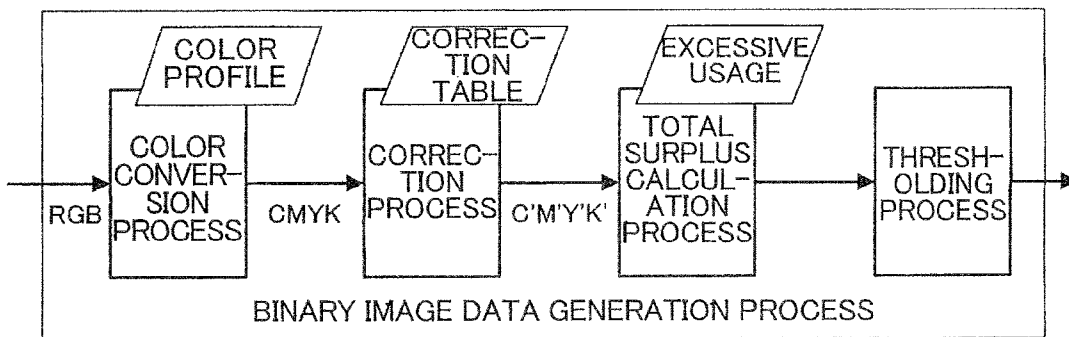 COLOR
PROFILE
CORREC-
TION
TABLE
EXCESSIVE
USAGE
RGB
COLOR
CONVER-
SION
PROCESS
CMYK
CORREC-
TION
PROCESS
C'M'Y'K'
TOTAL
SURPLUS
CALCUL-
ATION
PROCESS
THRESH-
OLDING
PROCESS
BINARY IMAGE DATA GENERATION PROCESS